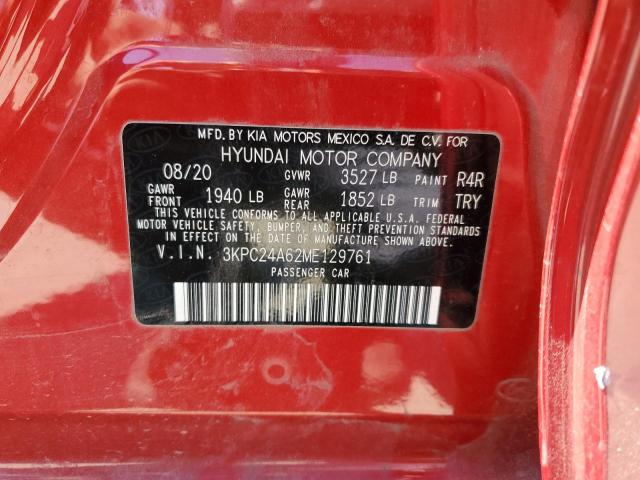 MFD. BY KIA MOTORS MEXICO S.A. DE C.V. FOR
HYUNDAI MOTOR COMPANY
08/20 GVWR 3527 LB PAINT R4R
GAWR FRONT 1940 LB GAWR REAR 1852 LB TRIM TRY
THIS VEHICLE CONFORMS TO ALL APPLICABLE U.S.A. FEDERAL
MOTOR VEHICLE SAFETY, BUMPER, AND THEFT PREVENTION STANDARDS
IN EFFECT ON THE DATE OF MANUFACTURE SHOWN ABOVE.
V.I.N. 3KPC24A62ME129761
PASSENGER CAR